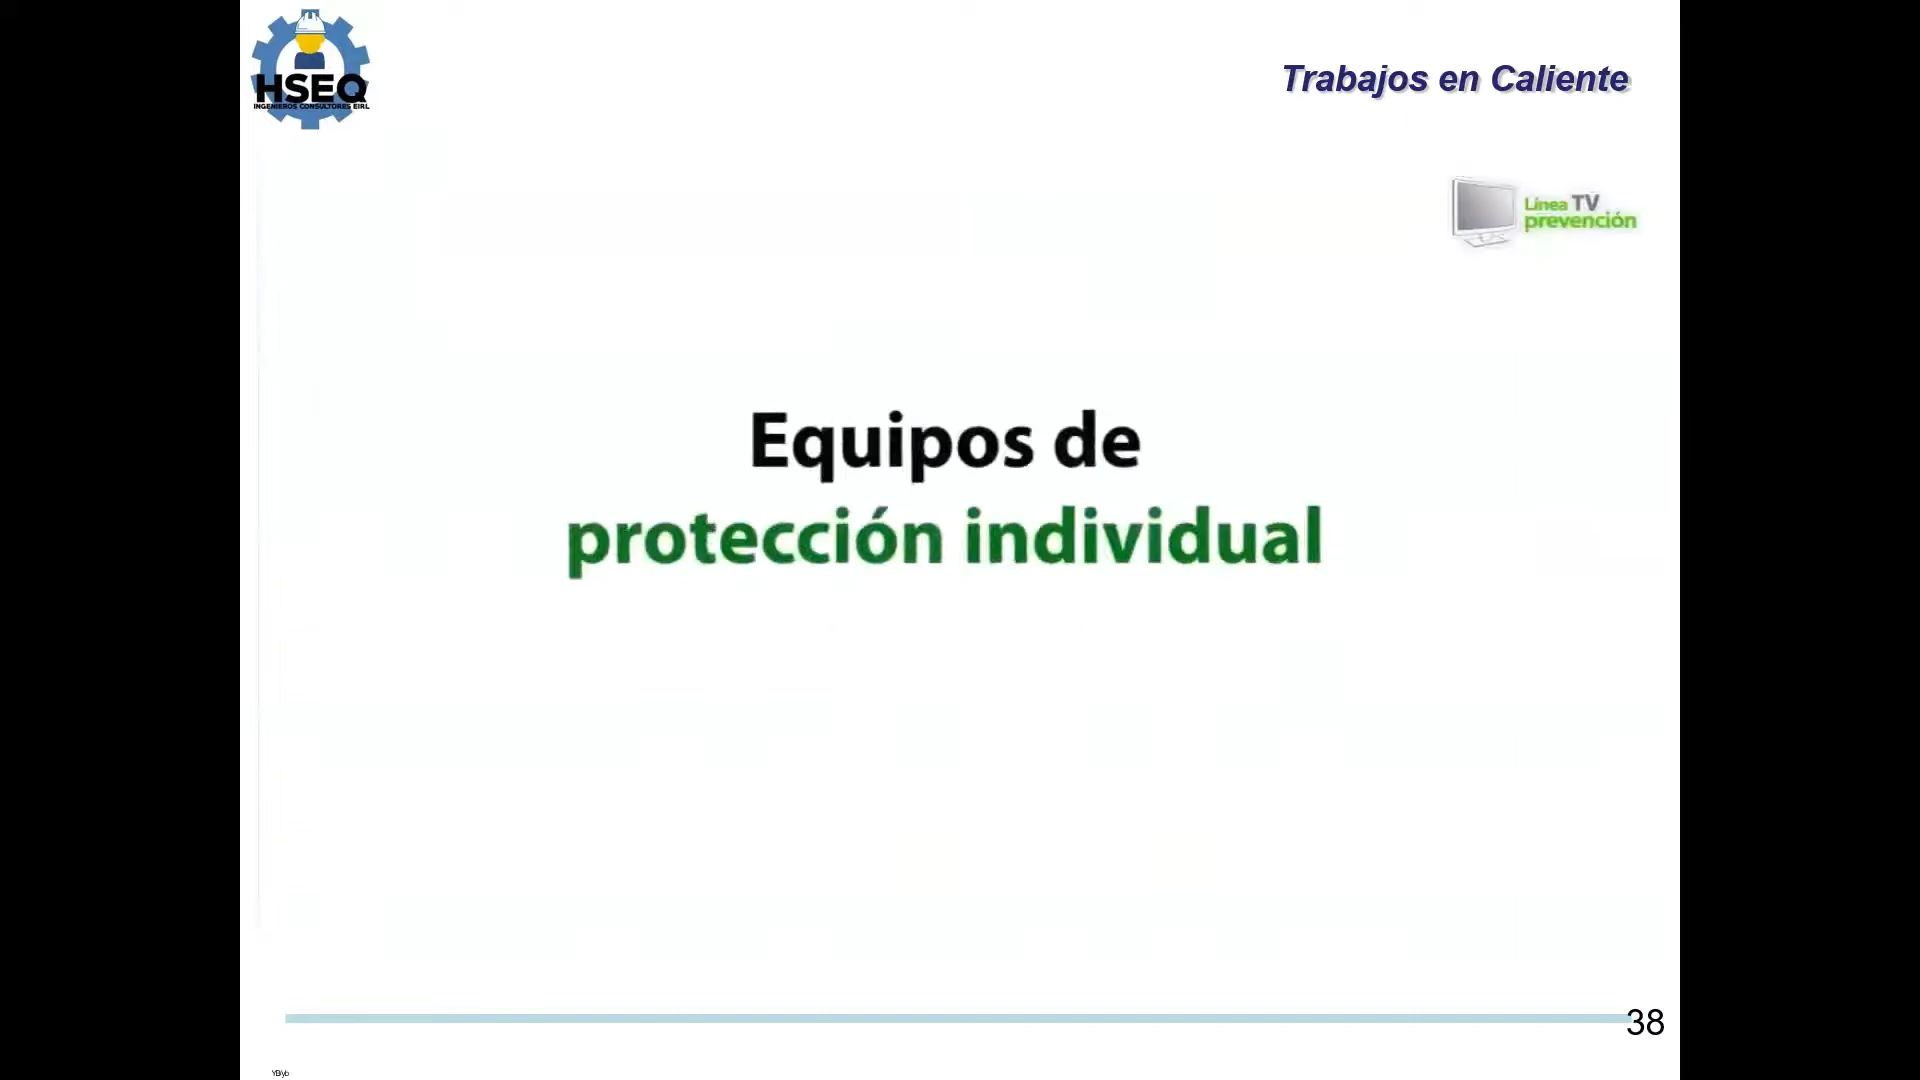 HSEQ
INGENIEROS CONSULTORES EIRL
Trabajos en Caliente
Línea TV
prevención
Equipos de
protección individual
38